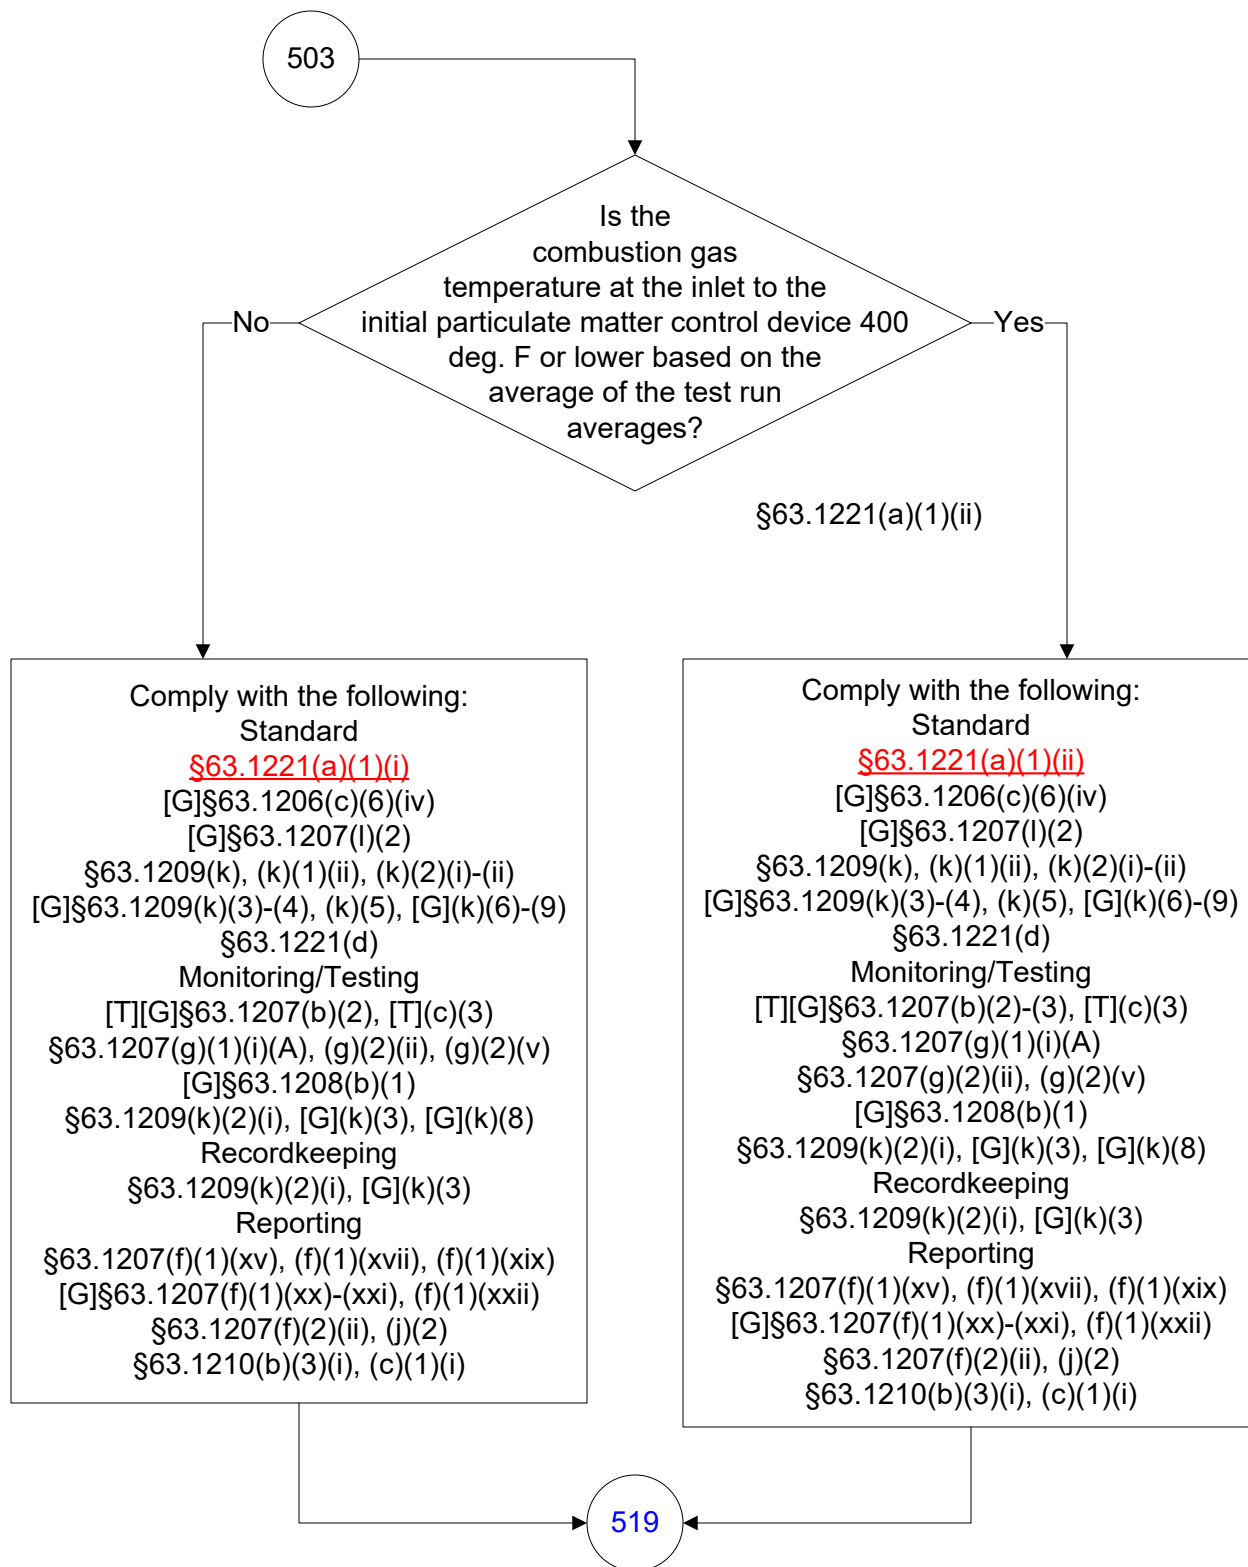 503
Is the
combustion gas
temperature at the inlet to the
initial particulate matter control device 400
deg. F or lower based on the
average of the test run
averages?
No
Yes
§63.1221(a)(1)(ii)
Comply with the following:
Standard
§63.1221(a)(1)(i)
[G]§63.1206(c)(6)(iv)
[G]§63.1207(l)(2)
§63.1209(k), (k)(1)(ii), (k)(2)(i)-(ii)
[G]§63.1209(k)(3)-(4), (k)(5), [G](k)(6)-(9)
§63.1221(d)
Monitoring/Testing
[T][G]§63.1207(b)(2), [T](c)(3)
§63.1207(g)(1)(i)(A), (g)(2)(ii), (g)(2)(v)
[G]§63.1208(b)(1)
§63.1209(k)(2)(i), [G](k)(3), [G](k)(8)
Recordkeeping
§63.1209(k)(2)(i), [G](k)(3)
Reporting
§63.1207(f)(1)(xv), (f)(1)(xvii), (f)(1)(xix)
[G]§63.1207(f)(1)(xx)-(xxi), (f)(1)(xxii)
§63.1207(f)(2)(ii), (j)(2)
§63.1210(b)(3)(i), (c)(1)(i)
Comply with the following:
Standard
§63.1221(a)(1)(ii)
[G]§63.1206(c)(6)(iv)
[G]§63.1207(l)(2)
§63.1209(k), (k)(1)(ii), (k)(2)(i)-(ii)
[G]§63.1209(k)(3)-(4), (k)(5), [G](k)(6)-(9)
§63.1221(d)
Monitoring/Testing
[T][G]§63.1207(b)(2)-(3), [T](c)(3)
§63.1207(g)(1)(i)(A)
§63.1207(g)(2)(ii), (g)(2)(v)
[G]§63.1208(b)(1)
§63.1209(k)(2)(i), [G](k)(3), [G](k)(8)
Recordkeeping
§63.1209(k)(2)(i), [G](k)(3)
Reporting
§63.1207(f)(1)(xv), (f)(1)(xvii), (f)(1)(xix)
[G]§63.1207(f)(1)(xx)-(xxi), (f)(1)(xxii)
§63.1207(f)(2)(ii), (j)(2)
§63.1210(b)(3)(i), (c)(1)(i)
519